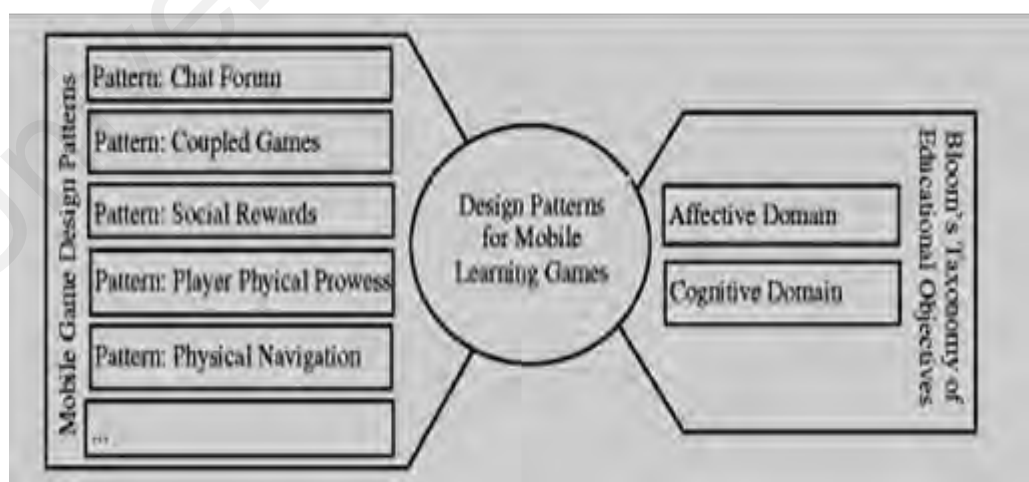 Mobile Game Design Patterns
Pattern: Chat Forum
Pattern: Coupled Games
Pattern: Social Rewards
Pattern: Player Phyical Prowess
Pattern: Physical Navigation
...
Design Patterns
for Mobile
Learning Games
Affective Domain
Cognitive Domain
Bloom's Taxonomy of
Educational Objectives